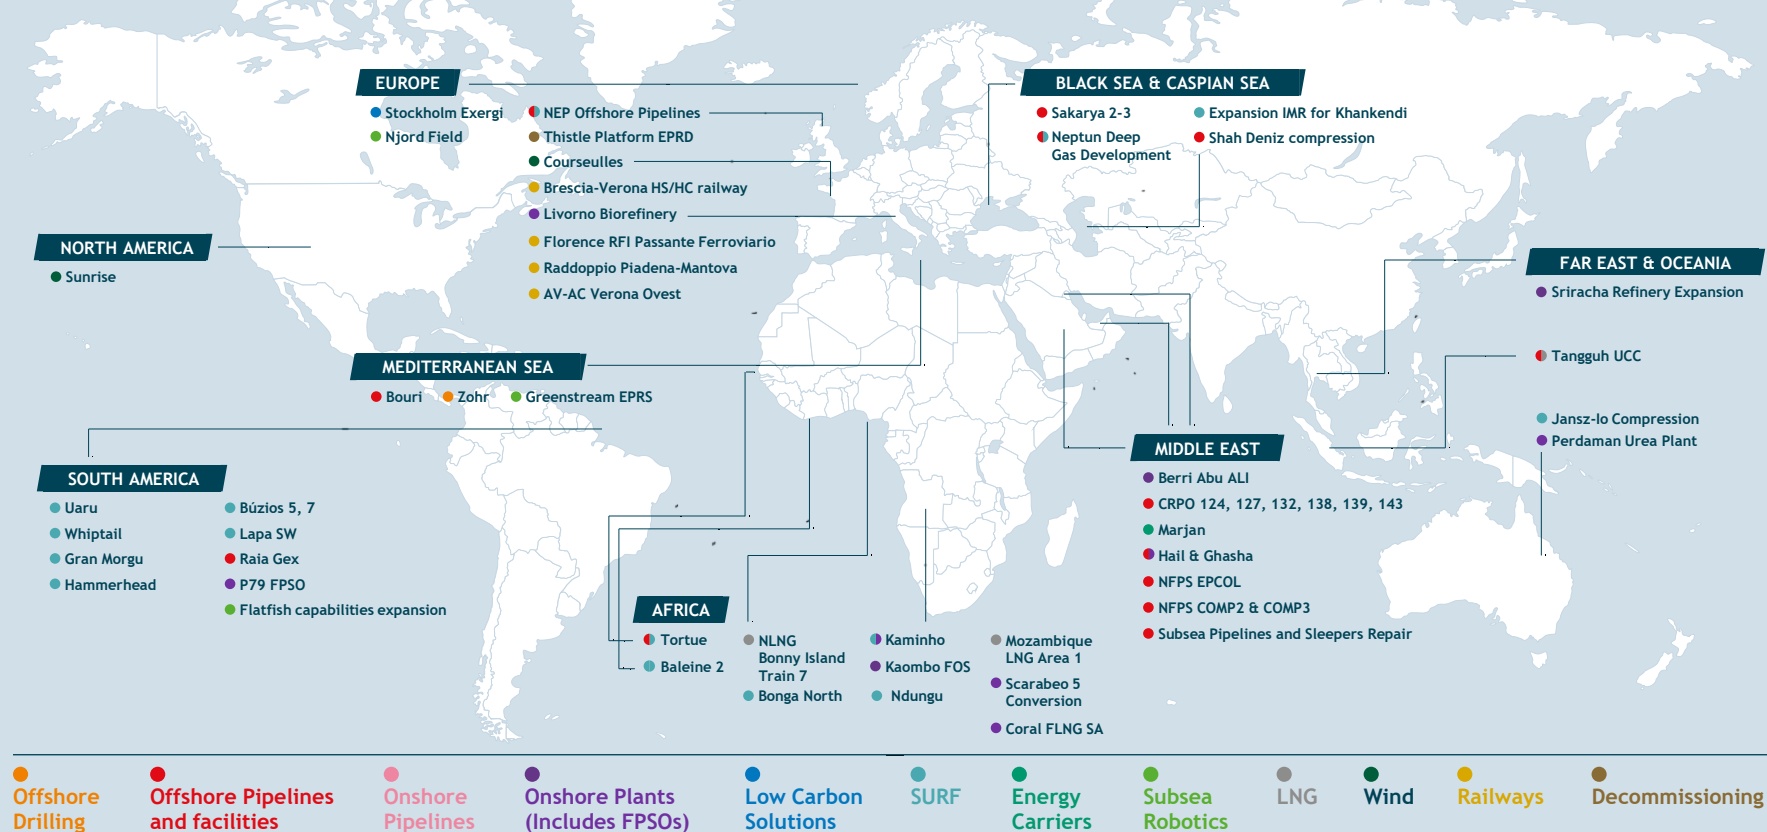 EUROPE
Stockholm Exergi
Njord Field
NEP Offshore Pipelines
Thistle Platform EPRD
Courseulles
Brescia-Verona HS/HC railway
Livorno Biorefinery
Florence RFI Passante Ferroviario
Raddoppio Piadena-Mantova
AV-AC Verona Ovest
BLACK SEA & CASPIAN SEA
Sakarya 2-3
Neptun Deep
Gas Development
Expansion IMR for Khankendi
Shah Deniz compression
NORTH AMERICA
Sunrise
FAR EAST & OCEANIA
Sriracha Refinery Expansion
Tangguh UCC
Jansz-Io Compression
Perdaman Urea Plant
MEDITERRANEAN SEA
Bouri
Zohr
Greenstream EPRS
SOUTH AMERICA
Uaru
Whiptail
Gran Morgu
Hammerhead
Búzios 5, 7
Lapa SW
Raia Gex
P79 FPSO
Flatfish capabilities expansion
MIDDLE EAST
Berri Abu ALI
CRPO 124, 127, 132, 138, 139, 143
Marjan
Hail & Ghasha
NFPS EPCOL
NFPS COMP2 & COMP3
Subsea Pipelines and Sleepers Repair
AFRICA
Tortue
Baleine 2
NLNG
Bonny Island
Train 7
Bonga North
Kaminho
Kaombo FOS
Ndungu
Mozambique
LNG Area 1
Scarabeo 5
Conversion
Coral FLNG SA
Offshore
Drilling
Offshore Pipelines
and facilities
Onshore
Pipelines
Onshore Plants
(Includes FPSOs)
Low Carbon
Solutions
SURF
Energy
Carriers
Subsea
Robotics
LNG
Wind
Railways
Decommissioning